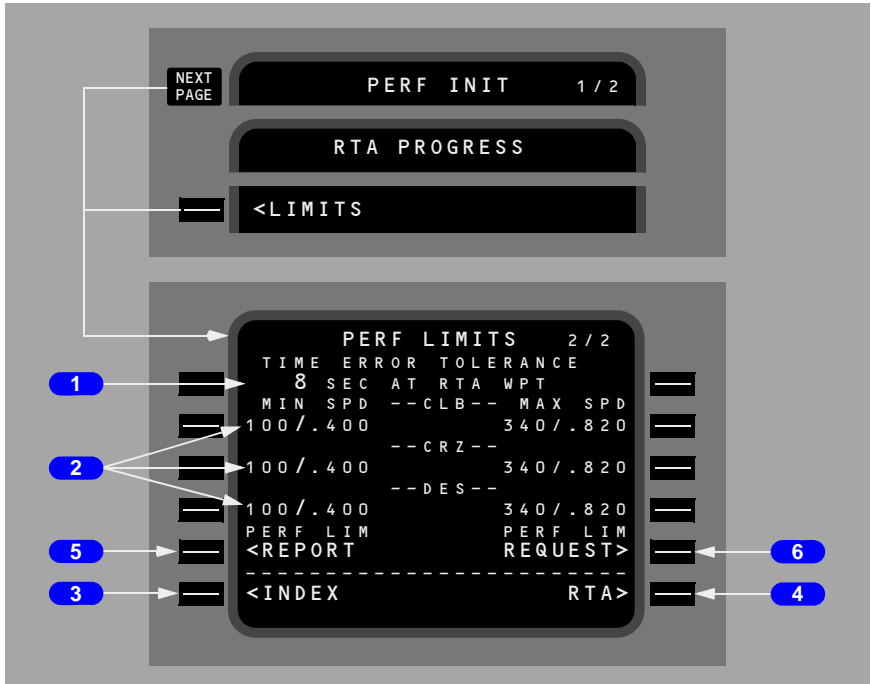 NEXT
PAGE
PERF INIT 1/2
RTA PROGRESS
<LIMITS
PERF LIMITS 2/2
TIME ERROR TOLERANCE
1
8 SEC AT RTA WPT
MIN SPD --CLB-- MAX SPD
100/.400 340/.820
--CRZ--
2
100/.400 340/.820
--DES--
100/.400 340/.820
PERF LIM PERF LIM
5
<REPORT REQUEST>
6
------------------------
3
<INDEX RTA>
4